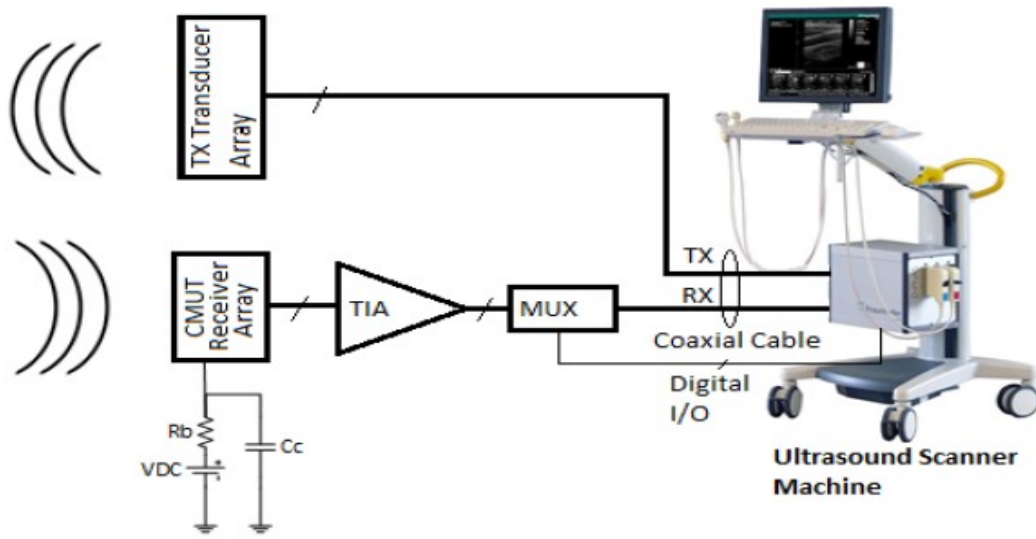 TX Transducer
Array
CMUT
Receiver
Array
TIA
MUX
TX
RX
Coaxial Cable
Digital
I/O
Rb
Cc
VDC
Ultrasound Scanner
Machine